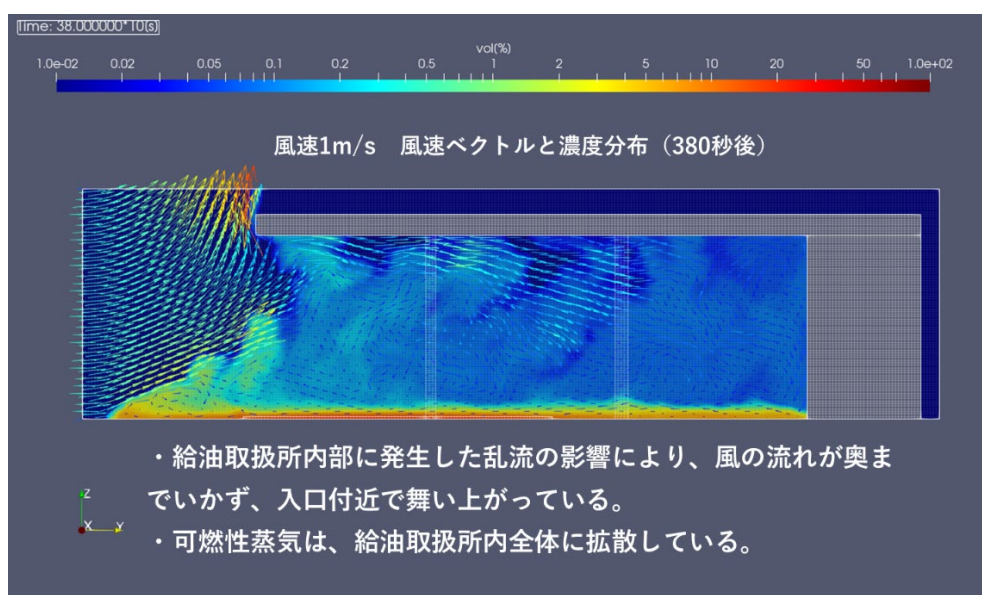 Time: 38.000000*10(s)
vol(%)
1.0e-02 0.02 0.05 0.1 0.2 0.5 1 2 5 10 20 50 1.0e+02
風速1m/s 風速ベクトルと濃度分布（380秒後）
・給油取扱所内部に発生した乱流の影響により、風の流れが奥ま
でいかず、入口付近で舞い上がっている。
・可燃性蒸気は、給油取扱所内全体に拡散している。
Z
X Y